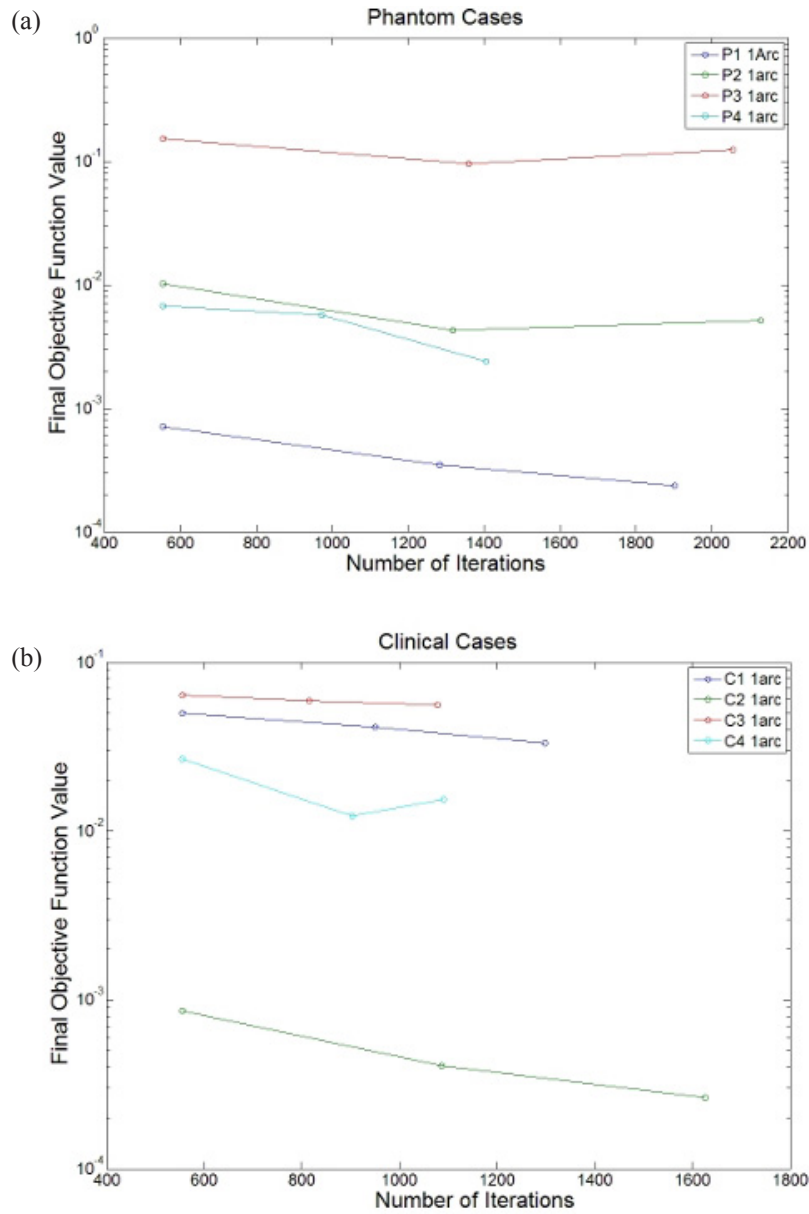 (a)
Phantom Cases
10^0
10^-1
10^-2
10^-3
10^-4
Final Objective Function Value
P1 1Arc
P2 1arc
P3 1arc
P4 1arc
400 600 800 1000 1200 1400 1600 1800 2000 2200
Number of Iterations
(b)
Clinical Cases
10^-1
10^-2
10^-3
10^-4
Final Objective Function Value
C1 1arc
C2 1arc
C3 1arc
C4 1arc
400 600 800 1000 1200 1400 1600 1800
Number of Iterations